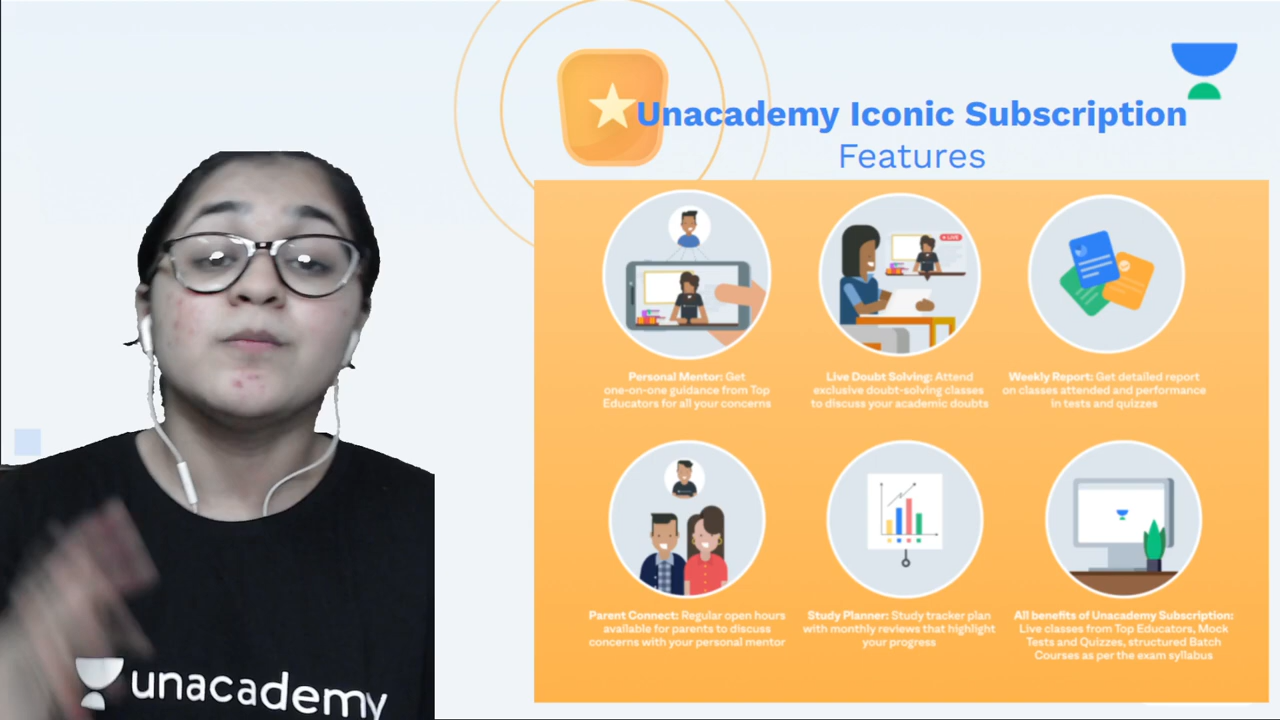 Unacademy Iconic Subscription
Features
LIVE
Personal Mentor: Get
one-on-one guidance from Top
Educators for all your concerns
Live Doubt Solving: Attend
exclusive doubt-solving classes
to discuss your academic doubts
Weekly Report: Get detailed report
on classes attended and performance
in tests and quizzes
Parent Connect: Regular open hours
available for parents to discuss
concerns with your personal mentor
Study Planner: Study tracker plan
with monthly reviews that highlight
your progress
All benefits of Unacademy Subscription:
Live classes from Top Educators, Mock
Tests and Quizzes, structured Batch
Courses as per the exam syllabus
unacademy